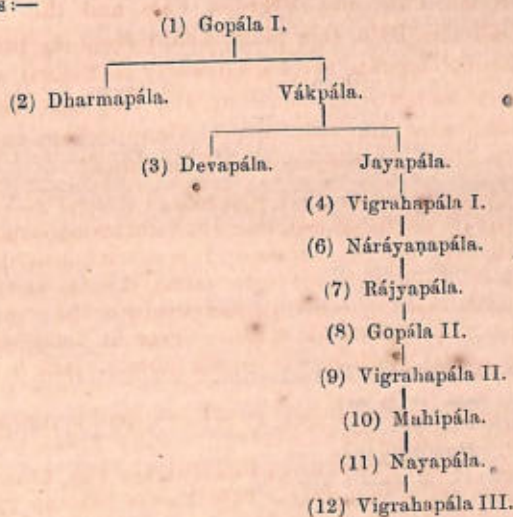 s:—
(1) Gopála I.
(2) Dharmapála. Vákpála.
(3) Devapála. Jayapála.
(4) Vigrahapála I.
(6) Náráyaṇapála.
(7) Rájyapála.
(8) Gopála II.
(9) Vigrahapála II.
(10) Mahípála.
(11) Nayapála.
(12) Vigrahapála III.